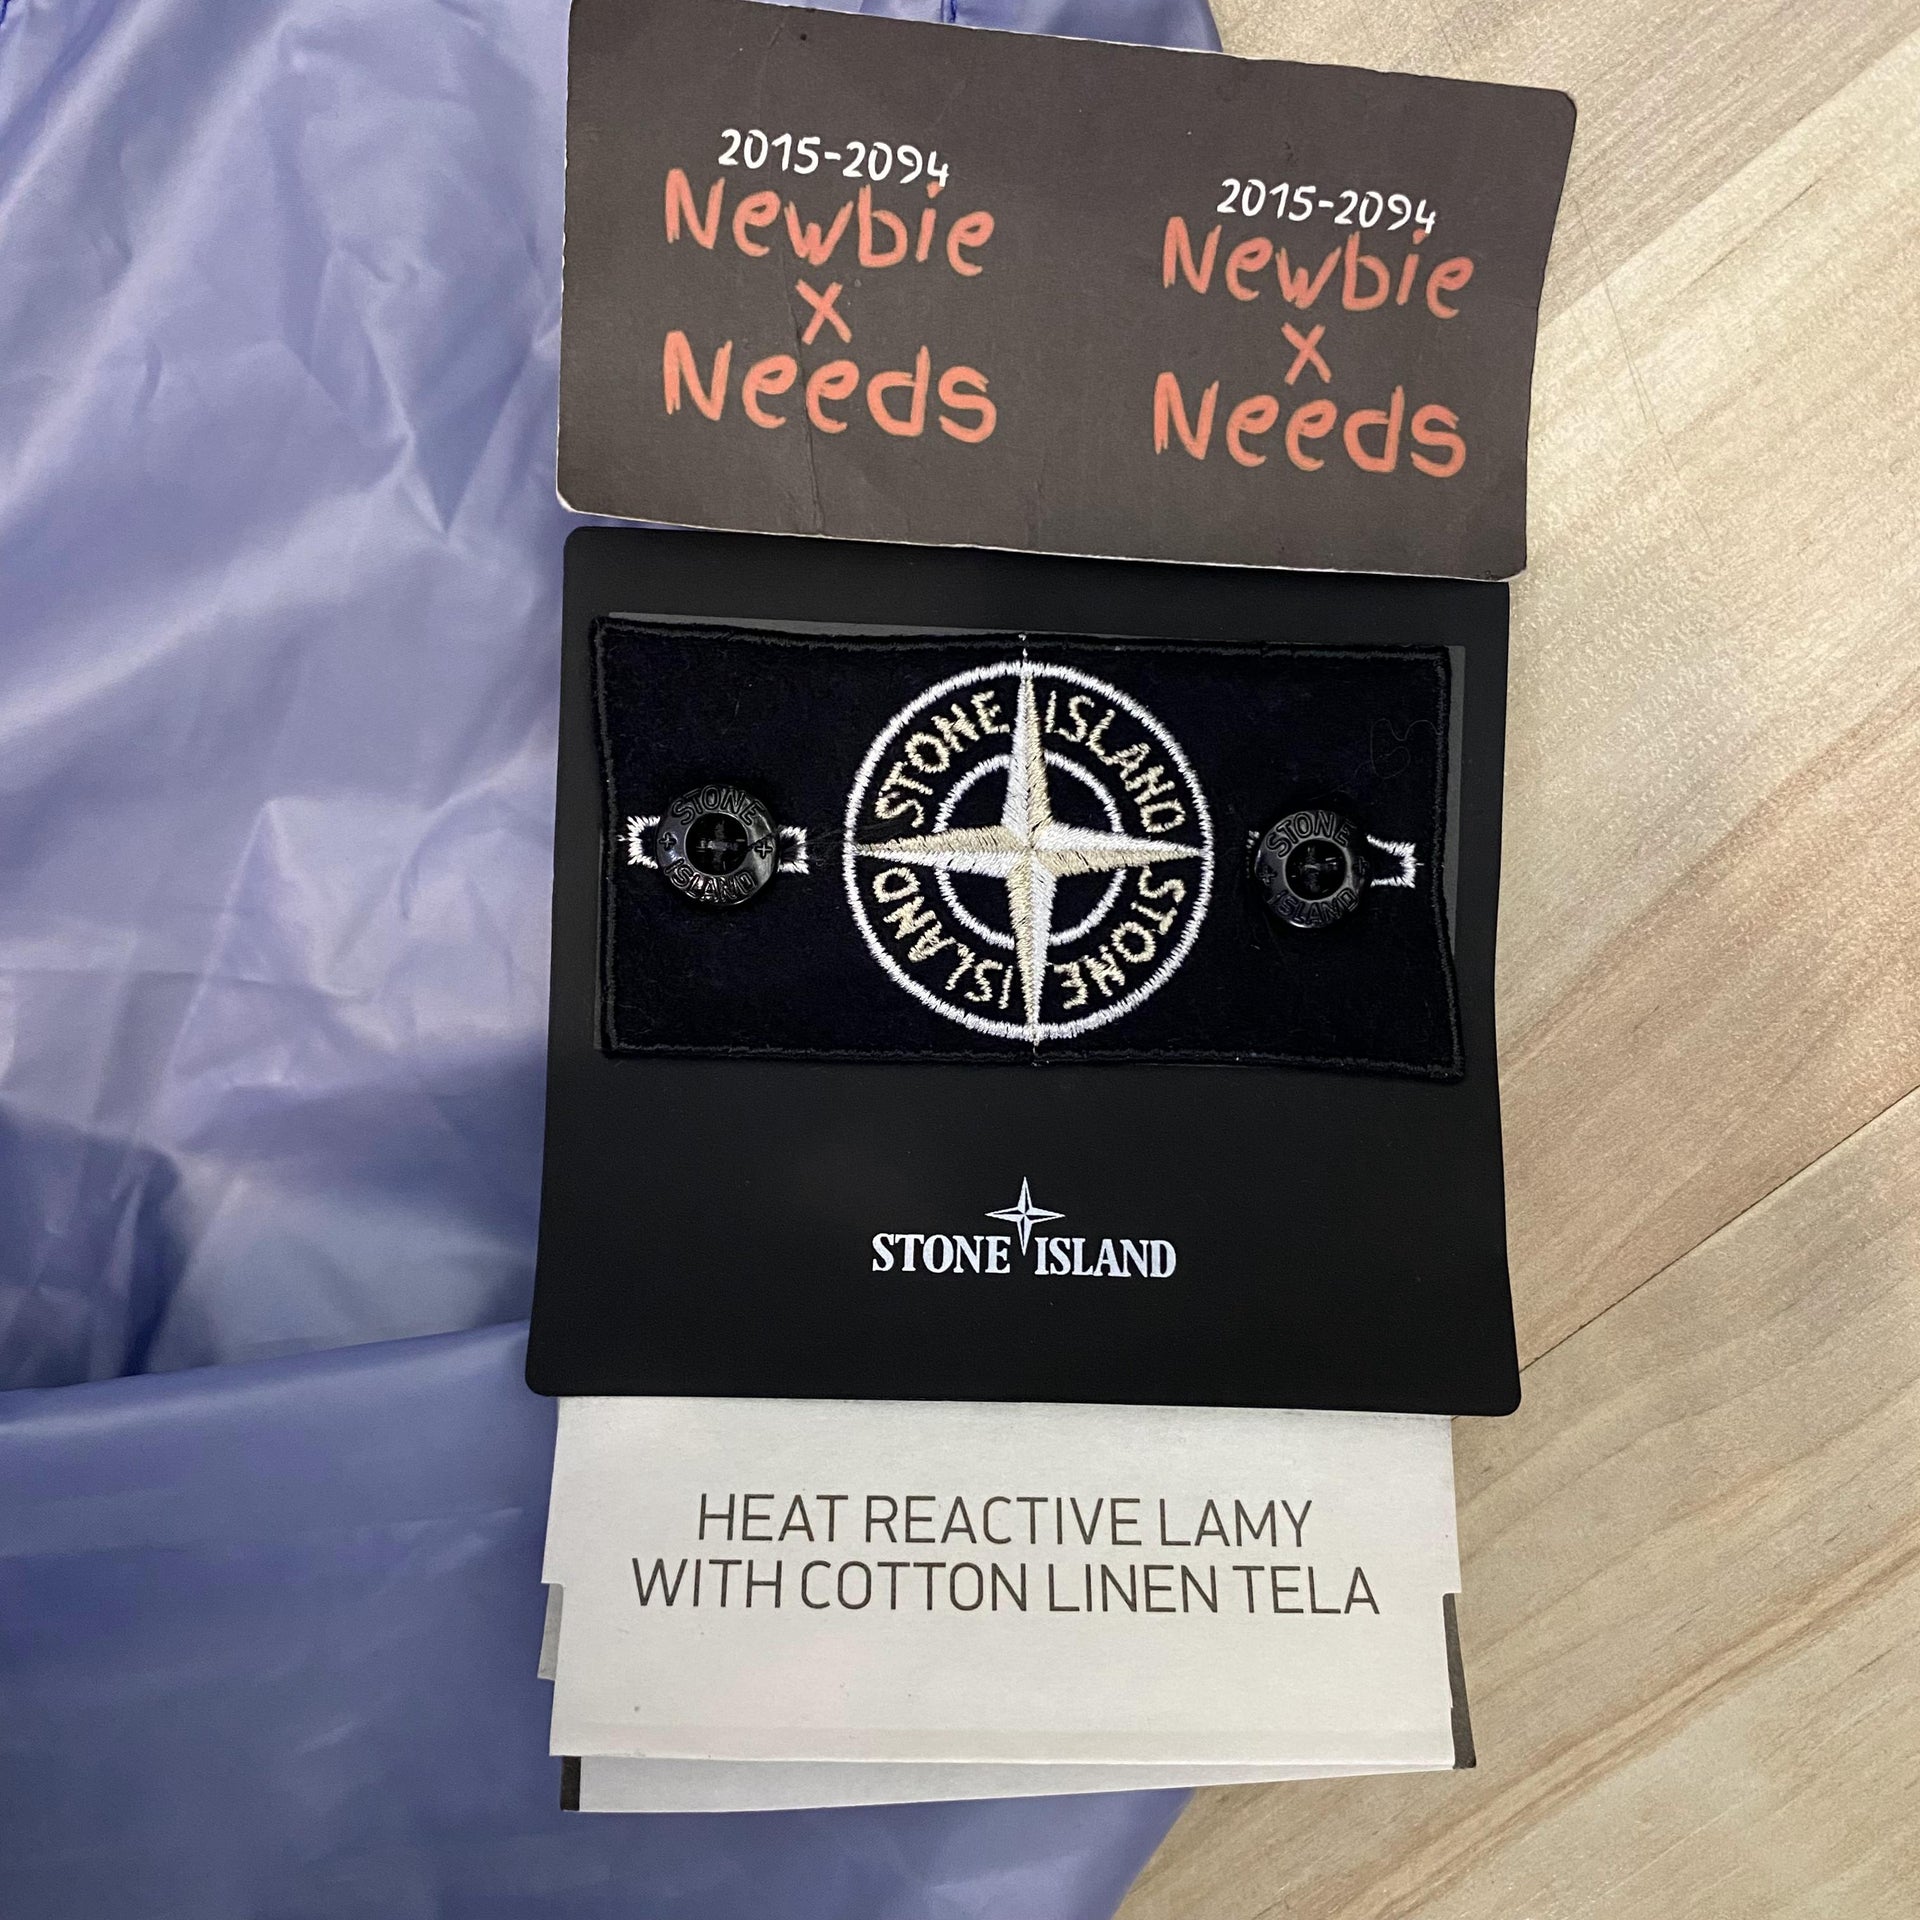 2015-2094
Newbie
x
Needs
2015-2094
Newbie
x
Needs
STONE ISLAND
STONE ISLAND
STONE
ISLAND
STONE
ISLAND
STONE ISLAND
HEAT REACTIVE LAMY
WITH COTTON LINEN TELA